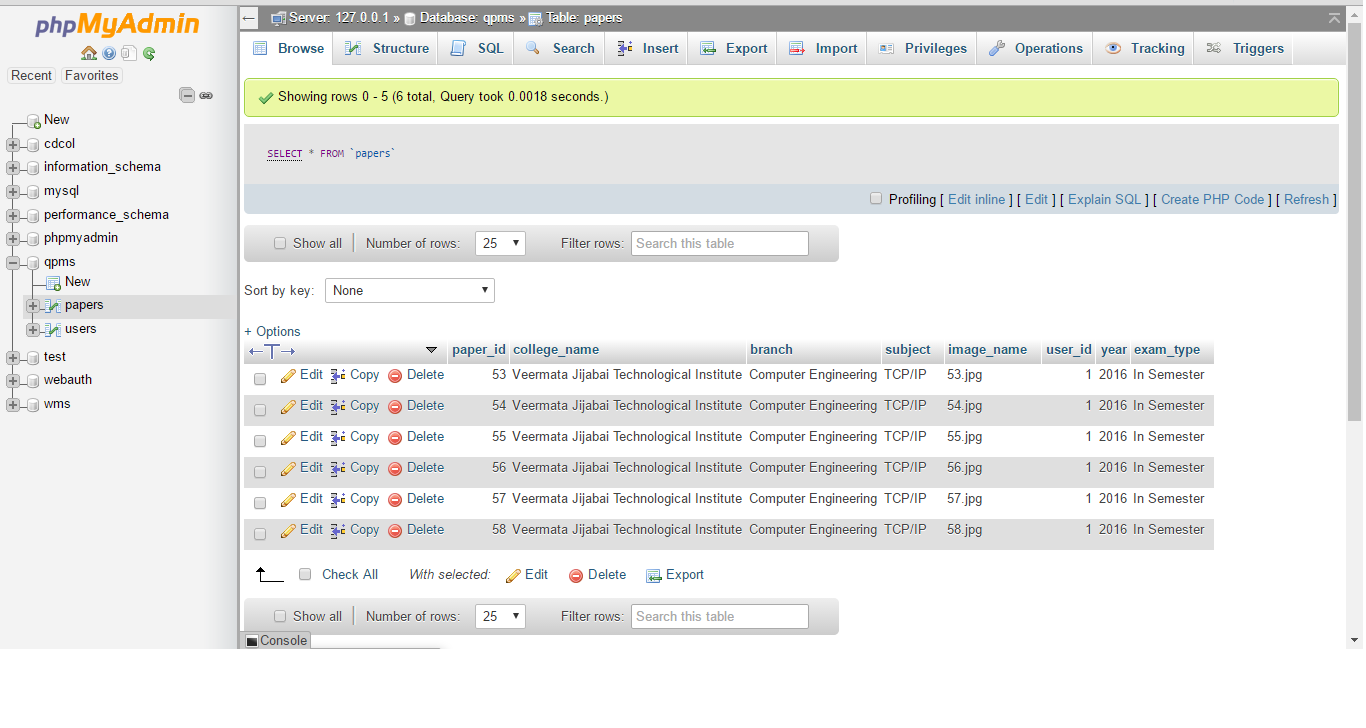 phpMyAdmin
Recent Favorites
New
cdcol
information_schema
mysql
performance_schema
phpmyadmin
qpms
New
papers
users
test
webauth
wms
Server: 127.0.0.1 » Database: qpms » Table: papers
Browse Structure SQL Search Insert Export Import Privileges Operations Tracking Triggers
Showing rows 0 - 5 (6 total, Query took 0.0018 seconds.)
SELECT * FROM `papers`
Profiling [ Edit inline ] [ Edit ] [ Explain SQL ] [ Create PHP Code ] [ Refresh ]
Show all Number of rows: 25 Filter rows: Search this table
Sort by key: None
+ Options
paper_id college_name branch subject image_name user_id year exam_type
Edit Copy Delete 53 Veermata Jijabai Technological Institute Computer Engineering TCP/IP 53.jpg 1 2016 In Semester
Edit Copy Delete 54 Veermata Jijabai Technological Institute Computer Engineering TCP/IP 54.jpg 1 2016 In Semester
Edit Copy Delete 55 Veermata Jijabai Technological Institute Computer Engineering TCP/IP 55.jpg 1 2016 In Semester
Edit Copy Delete 56 Veermata Jijabai Technological Institute Computer Engineering TCP/IP 56.jpg 1 2016 In Semester
Edit Copy Delete 57 Veermata Jijabai Technological Institute Computer Engineering TCP/IP 57.jpg 1 2016 In Semester
Edit Copy Delete 58 Veermata Jijabai Technological Institute Computer Engineering TCP/IP 58.jpg 1 2016 In Semester
Check All With selected: Edit Delete Export
Show all Number of rows: 25 Filter rows: Search this table
Console